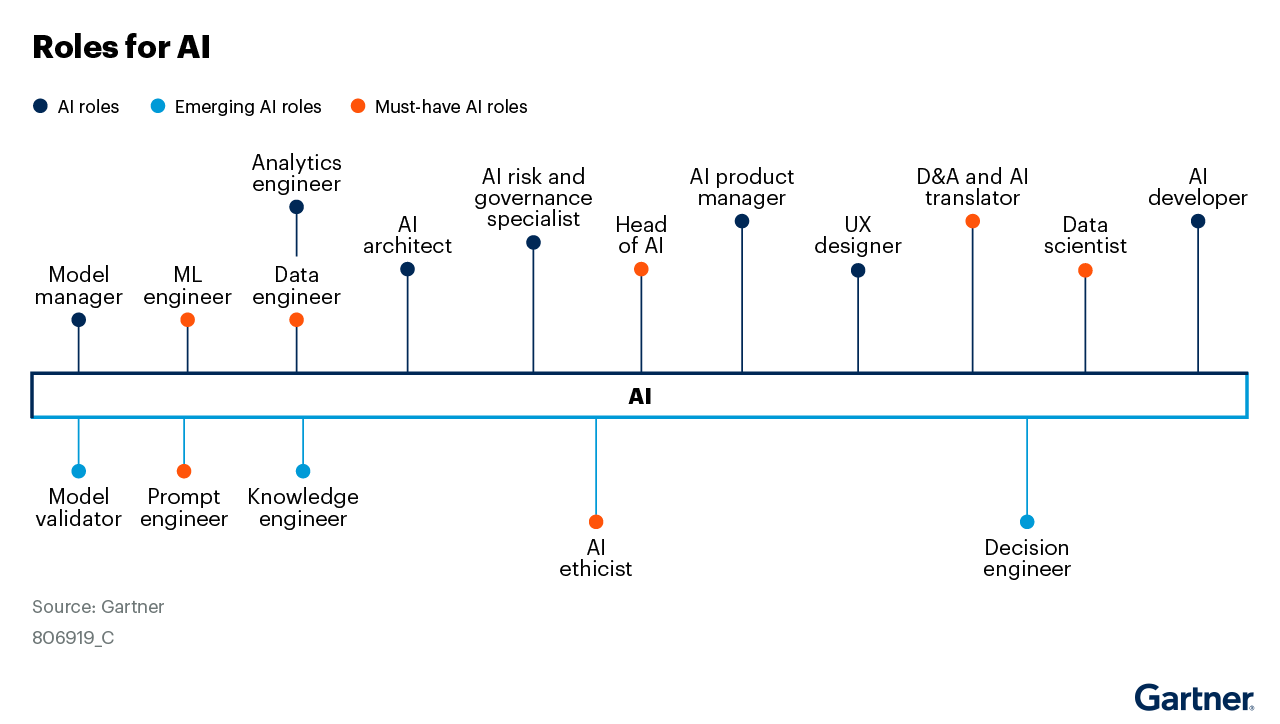 Roles for AI
AI roles
Emerging AI roles
Must-have AI roles
Analytics
engineer
Model
manager
ML
engineer
Data
engineer
AI
architect
AI risk and
governance
specialist
Head
of AI
AI product
manager
UX
designer
D&A and AI
translator
Data
scientist
AI
developer
AI
Model
validator
Prompt
engineer
Knowledge
engineer
AI
ethicist
Decision
engineer
Source: Gartner
806919_C
Gartner®